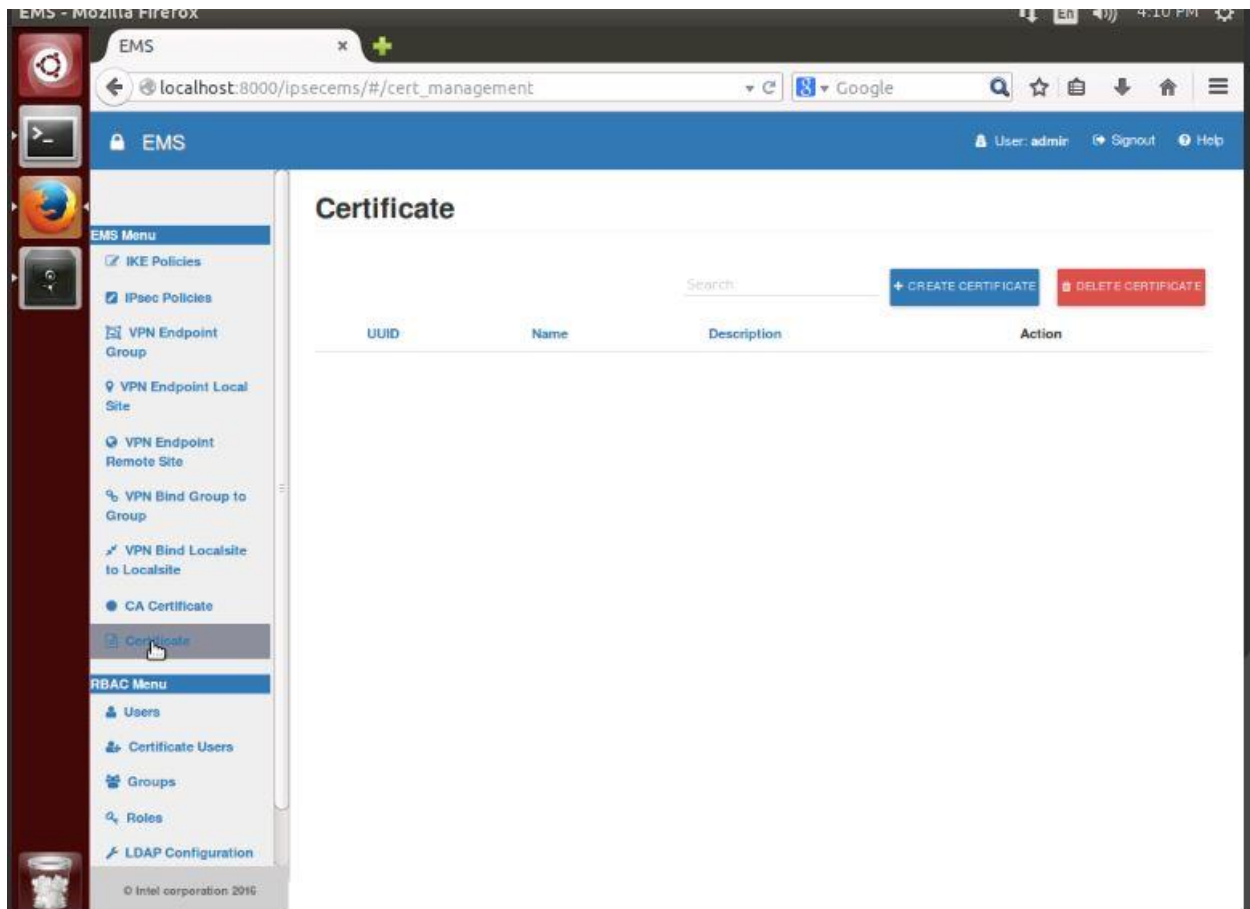 EMS - Mozilla Firefox En 4:10 PM
EMS
localhost:8000/ipsecems/#/cert_management Google
EMS User: admin Signout Help
Certificate
EMS Menu
IKE Policies
IPsec Policies
VPN Endpoint
Group
VPN Endpoint Local
Site
VPN Endpoint
Remote Site
VPN Bind Group to
Group
VPN Bind Localsite
to Localsite
CA Certificate
Certificate
RBAC Menu
Users
Certificate Users
Groups
Roles
LDAP Configuration
© Intel corporation 2016
Search
+ CREATE CERTIFICATE DELETE CERTIFICATE
UUID Name Description Action